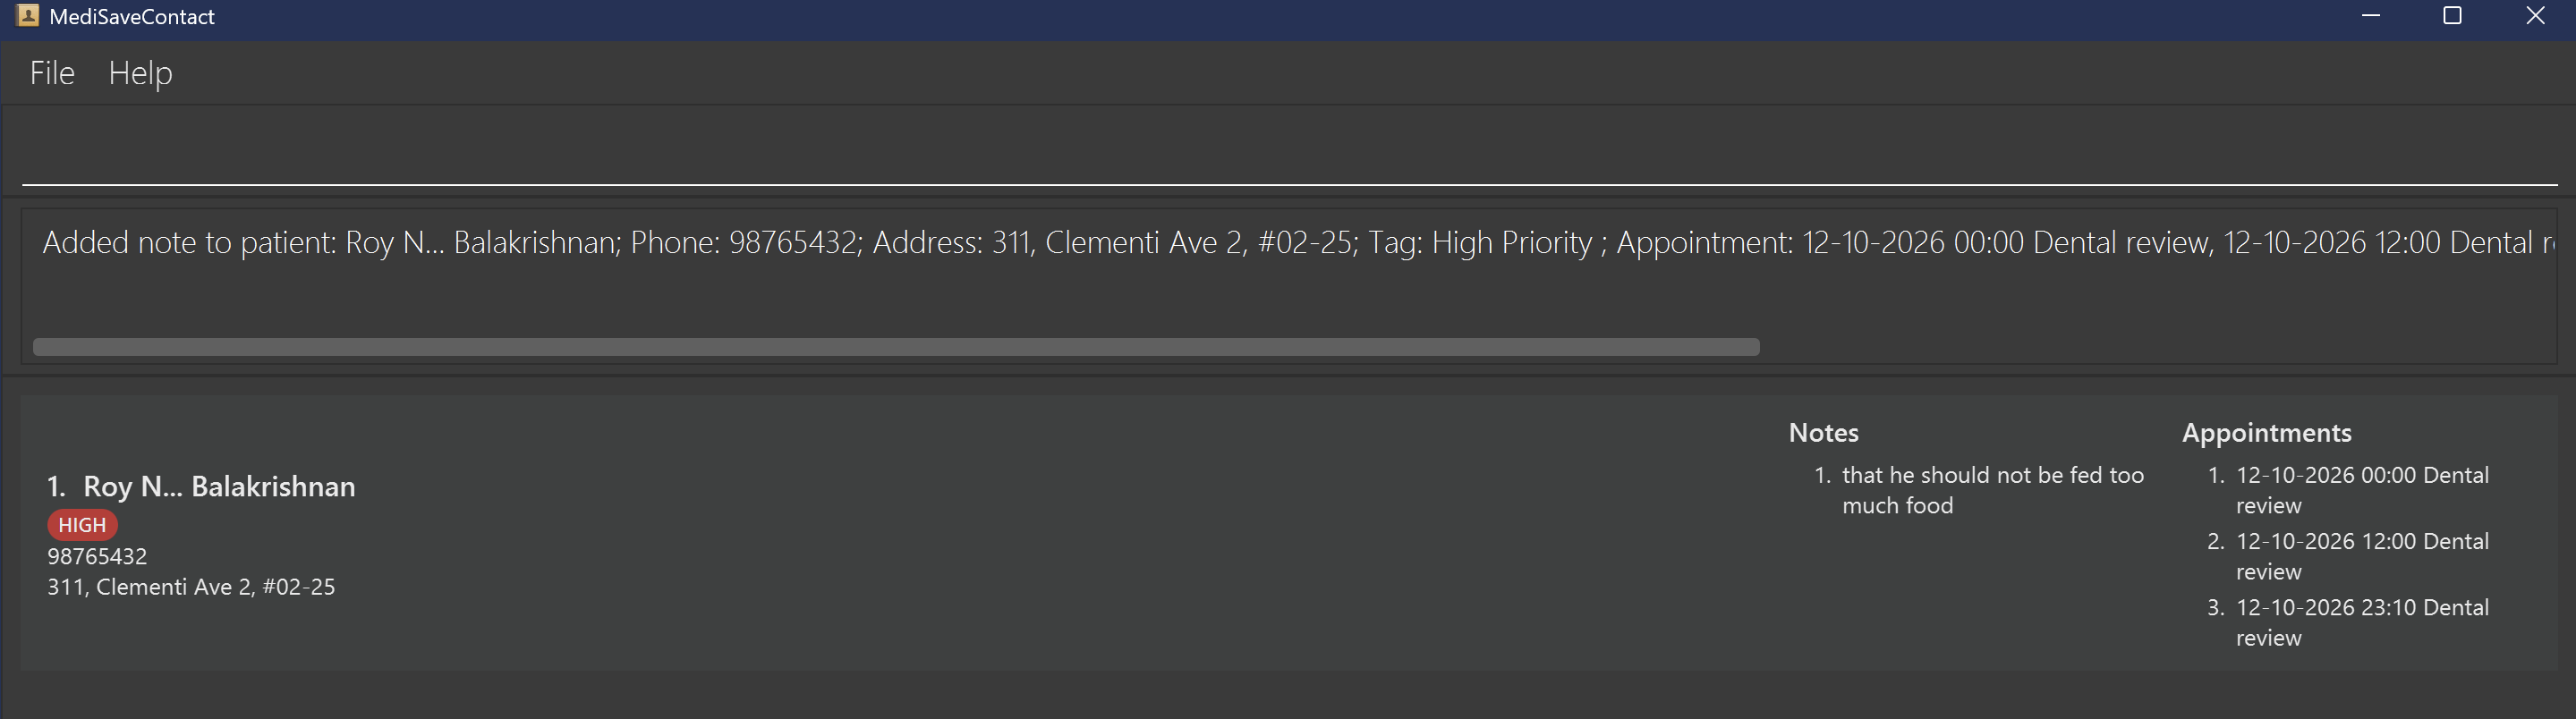 MediSaveContact
File Help
Added note to patient: Roy N... Balakrishnan; Phone: 98765432; Address: 311, Clementi Ave 2, #02-25; Tag: High Priority ; Appointment: 12-10-2026 00:00 Dental review, 12-10-2026 12:00 Dental
1. Roy N... Balakrishnan
HIGH
98765432
311, Clementi Ave 2, #02-25
Notes
1. that he should not be fed too
much food
Appointments
1. 12-10-2026 00:00 Dental
review
2. 12-10-2026 12:00 Dental
review
3. 12-10-2026 23:10 Dental
review